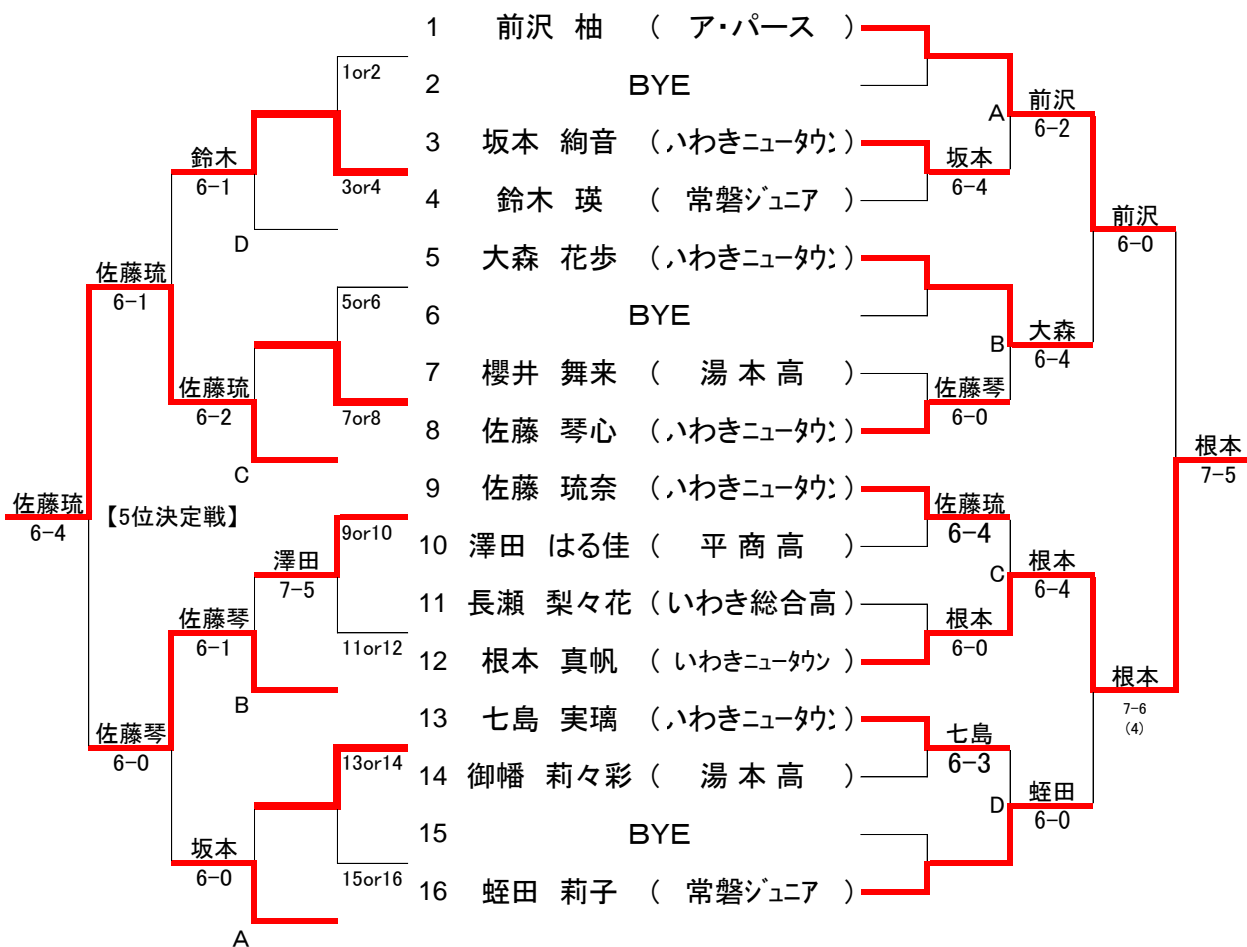 1 前沢 柚 ( ア・パース )
1or2
2 BYE
前沢
A
6-2
3 坂本 絢音 (いわきニュータウン)
鈴木
坂本
6-1
3or4
6-4
4 鈴木 瑛 ( 常磐ジュニア )
前沢
D
6-0
5 大森 花歩 (いわきニュータウン)
佐藤琉
6-1
5or6
6 BYE
大森
B
6-4
7 櫻井 舞来 ( 湯本高 )
佐藤琉
佐藤琴
6-2
7or8
6-0
8 佐藤 琴心 (いわきニュータウン)
根本
C
7-5
9 佐藤 琉奈 (いわきニュータウン)
佐藤琉
【5位決定戦】
佐藤琉
6-4
9or10
6-4
10 澤田 はる佳 ( 平商高 )
澤田
根本
C
7-5
6-4
11 長瀬 梨々花 (いわき総合高)
佐藤琴
根本
6-1
11or12
6-0
12 根本 真帆 (いわきニュータウン)
根本
B
7-6
(4)
13 七島 実璃 (いわきニュータウン)
佐藤琴
七島
6-0
13or14
6-3
14 御幡 莉々彩 ( 湯本高 )
蛭田
D
6-0
15 BYE
坂本
6-0
15or16
16 蛭田 莉子 ( 常磐ジュニア )
A